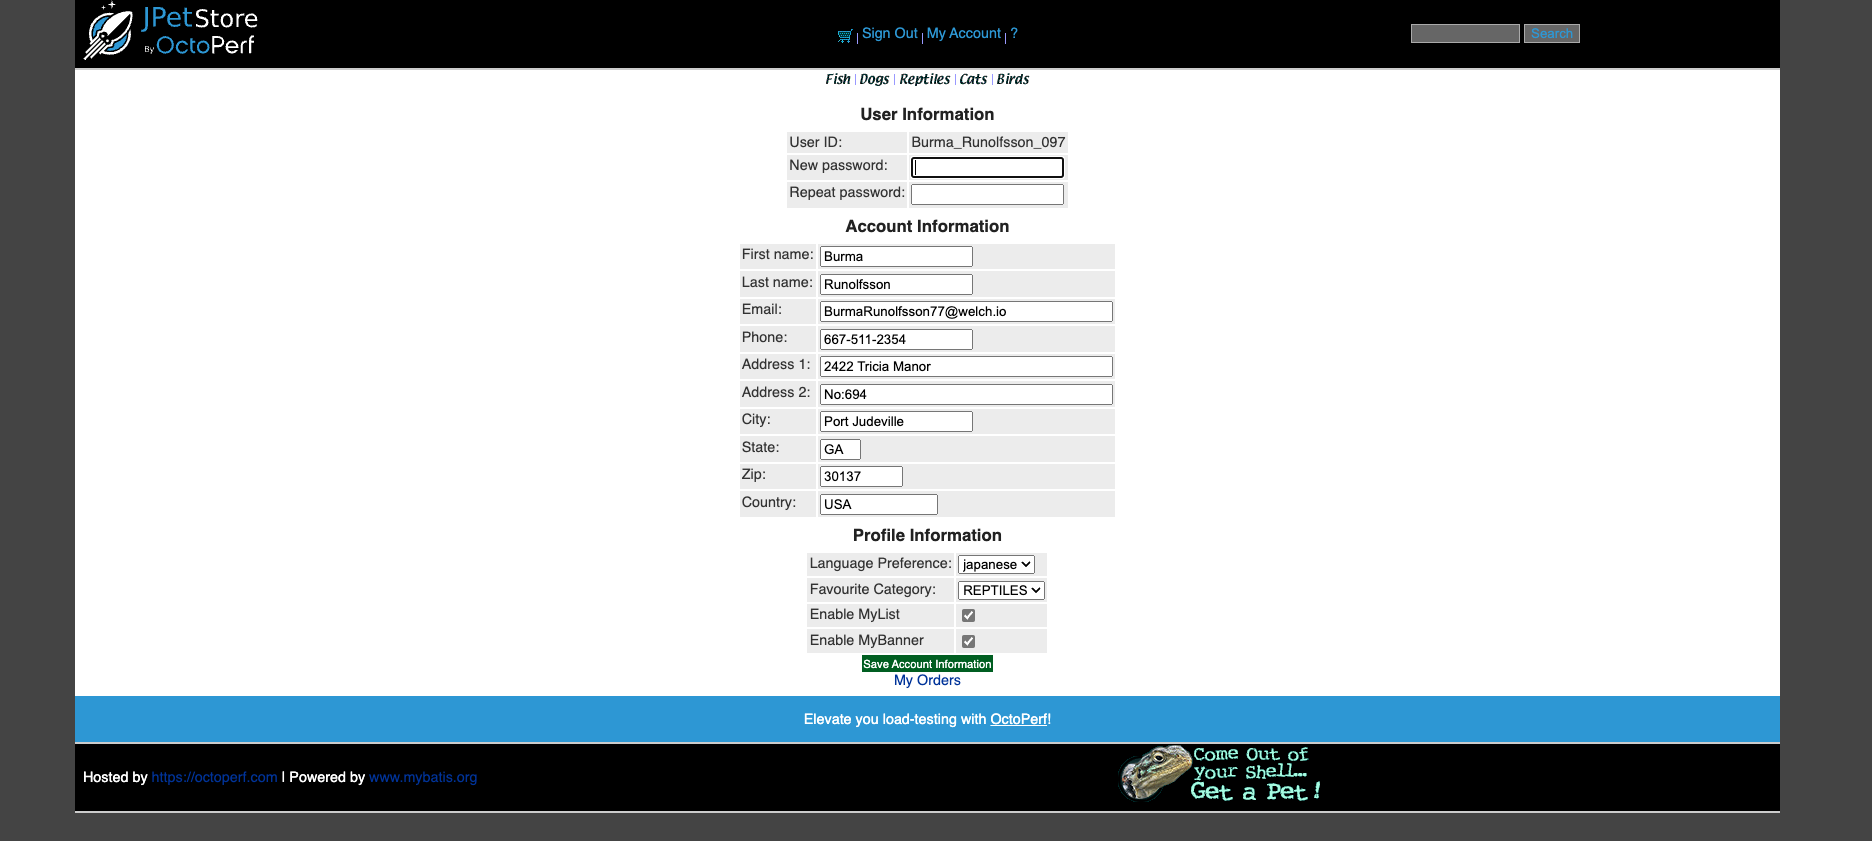 JPetStore
By OctoPerf
Sign Out | My Account | ?
Search
Fish | Dogs | Reptiles | Cats | Birds
User Information
User ID: Burma_Runolfsson_097
New password:
Repeat password:
Account Information
First name: Burma
Last name: Runolfsson
Email: BurmaRunolfsson77@welch.io
Phone: 667-511-2354
Address 1: 2422 Tricia Manor
Address 2: No:694
City: Port Judeville
State: GA
Zip: 30137
Country: USA
Profile Information
Language Preference: japanese
Favourite Category: REPTILES
Enable MyList
Enable MyBanner
Save Account Information
My Orders
Elevate you load-testing with OctoPerf!
Hosted by https://octoperf.com | Powered by www.mybatis.org
Come Out of
your Shell...
Get a Pet!